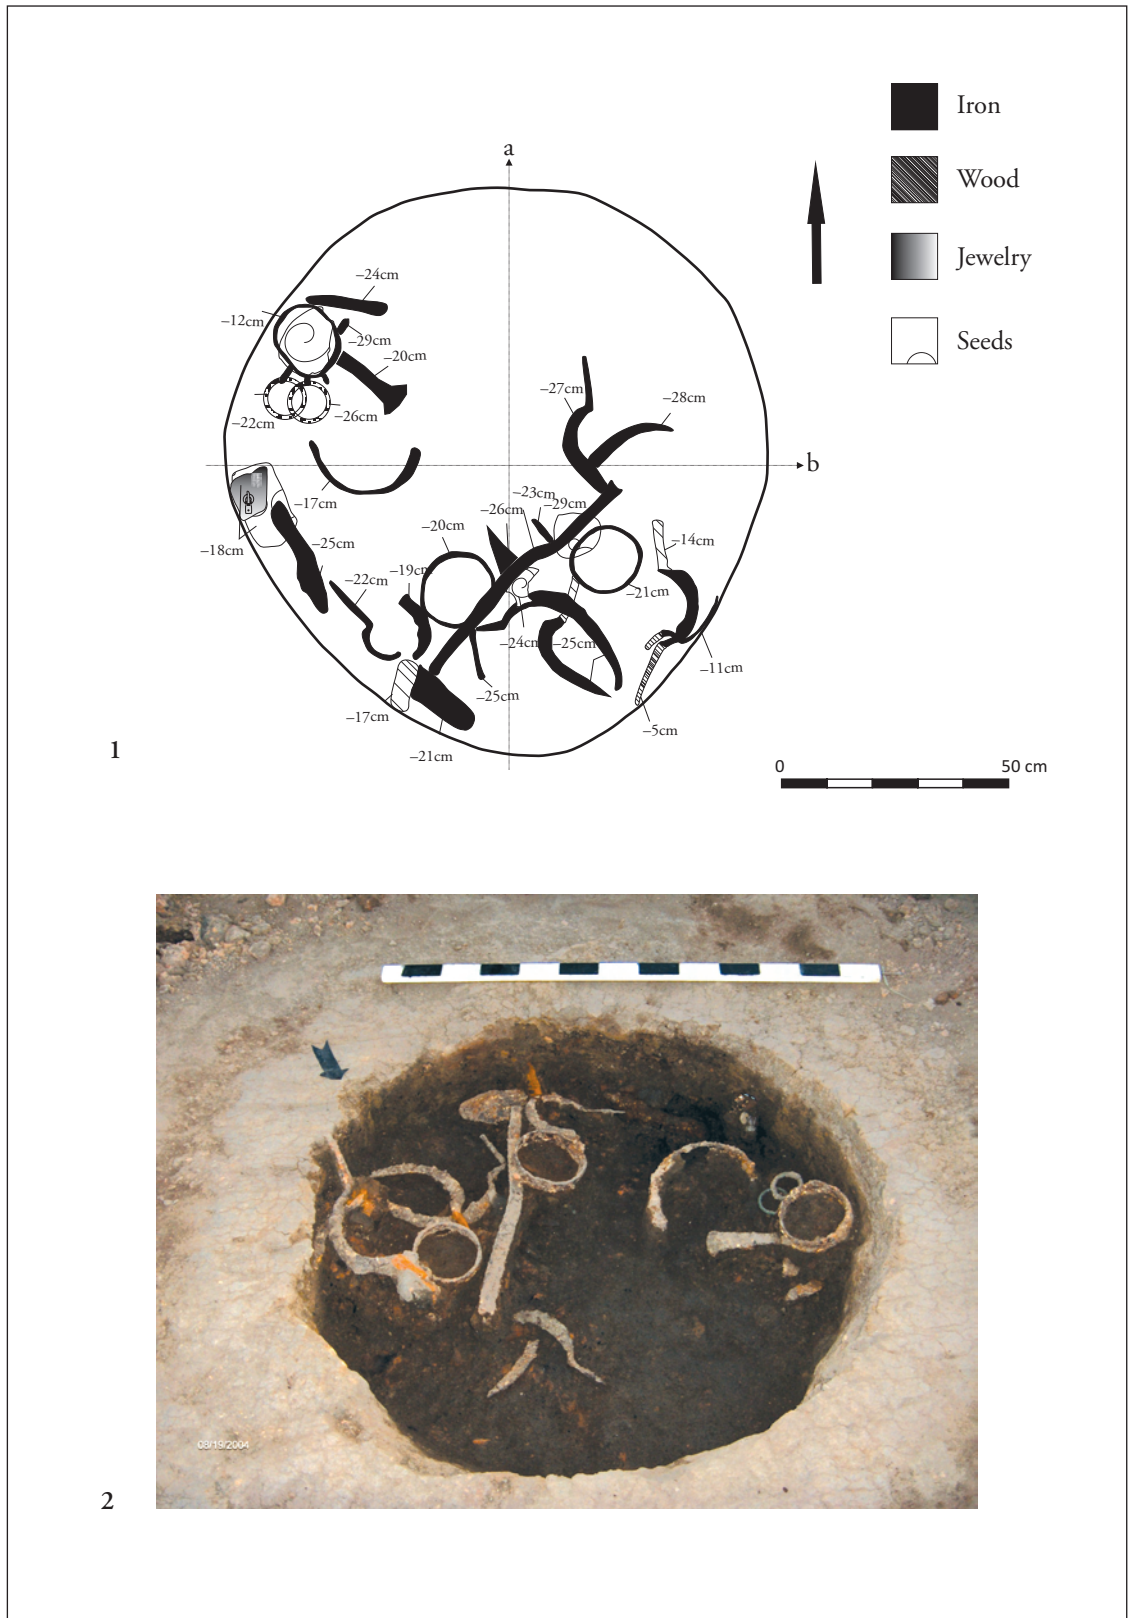 Iron
Wood
Jewelry
Seeds
a
b
–24cm
–12cm
–29cm
–20cm
–22cm
–26cm
–27cm
–28cm
–17cm
–18cm
–25cm
–23cm
–29cm
–26cm
–20cm
–14cm
–22cm
–19cm
–21cm
–24cm
–25cm
–11cm
–25cm
–17cm
–5cm
–21cm
1
0
50 cm
08/19/2004
2